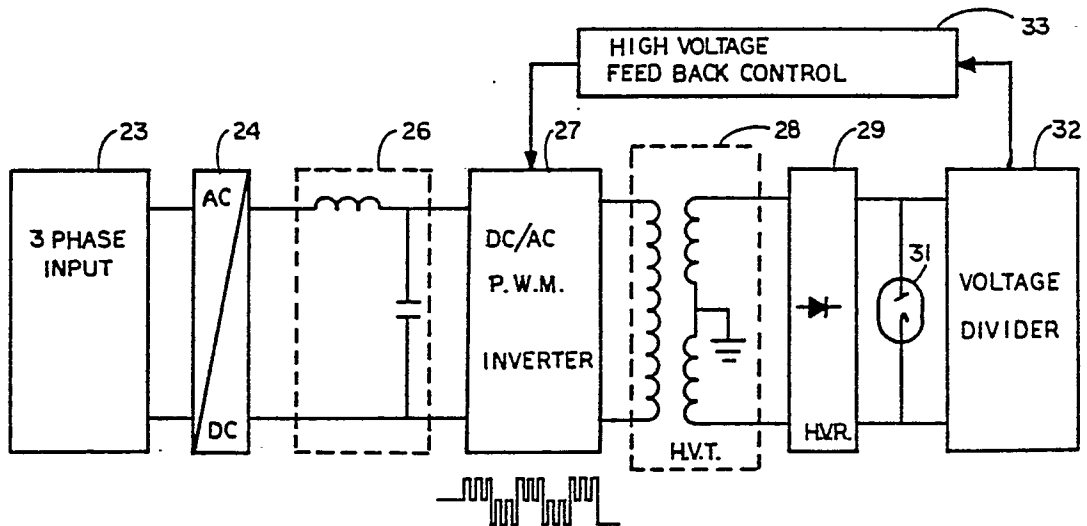 33
HIGH VOLTAGE
FEED BACK CONTROL
23
24
26
27
28
29
32
3 PHASE
INPUT
AC
DC
DC/AC
P.W.M.
INVERTER
H.V.T.
H.V.R.
31
VOLTAGE
DIVIDER